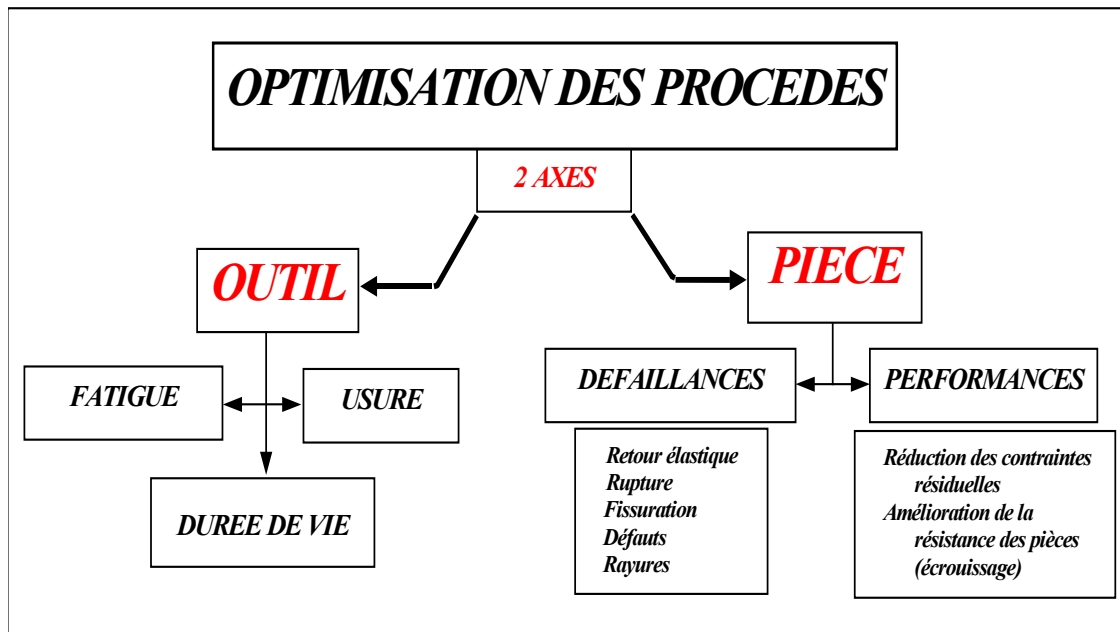 OPTIMISATION DES PROCEDES
2 AXES
OUTIL
PIECE
FATIGUE
USURE
DUREE DE VIE
DEFAILLANCES
PERFORMANCES
Retour élastique
Rupture
Fissuration
Défauts
Rayures
Réduction des contraintes
résiduelles
Amélioration de la
résistance des pièces
(écrouissage)